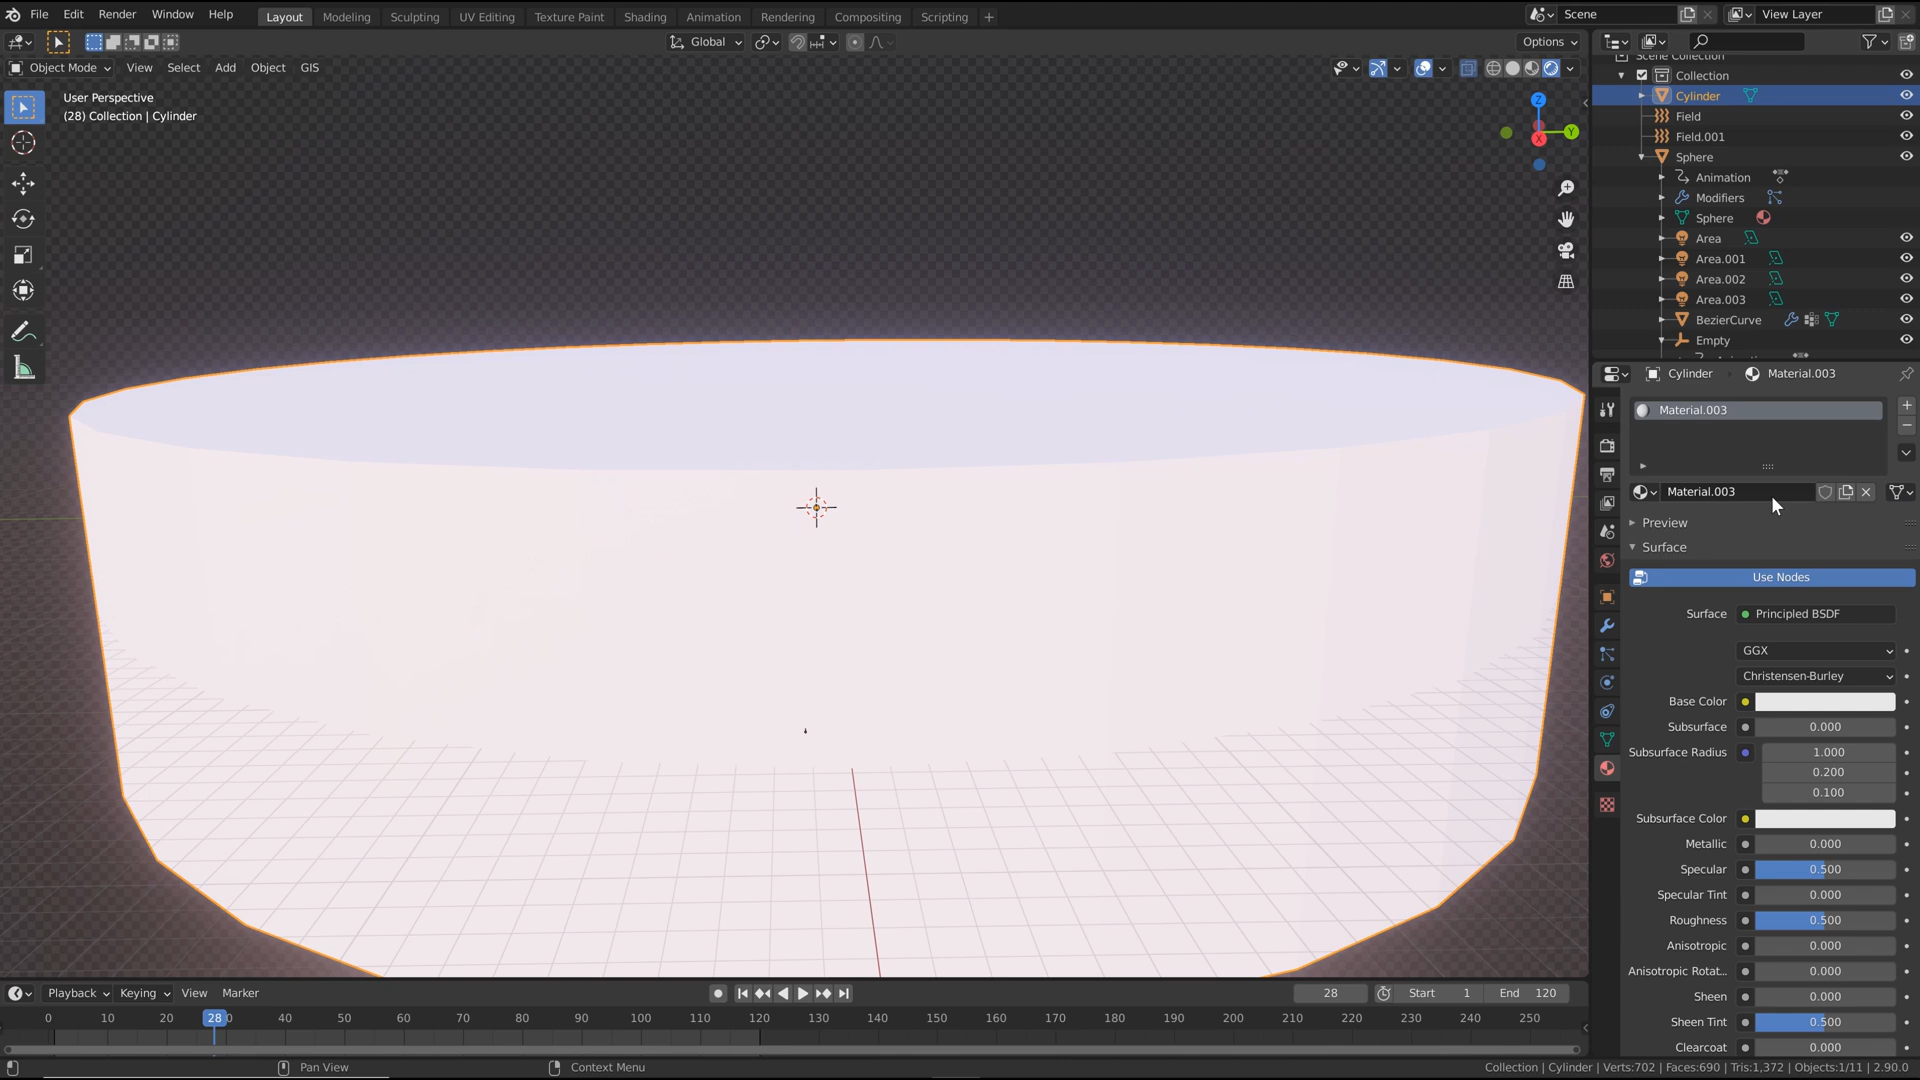 File Edit Render Window Help Layout Modeling Sculpting UV Editing Texture Paint Shading Animation Rendering Compositing Scripting + Scene View Layer
Global Options
Object Mode View Select Add Object GIS
User Perspective
(28) Collection | Cylinder
Z
Y
X
Scene Collection
Collection
Cylinder
Field
Field.001
Sphere
Animation
Modifiers
Sphere
Area
Area.001
Area.002
Area.003
BezierCurve
Empty
Cylinder Material.003
Material.003
Material.003
Preview
Surface
Use Nodes
Surface Principled BSDF
GGX
Christensen-Burley
Base Color
Subsurface 0.000
Subsurface Radius 1.000
0.200
0.100
Subsurface Color
Metallic 0.000
Specular 0.500
Specular Tint 0.000
Roughness 0.500
Anisotropic 0.000
Anisotropic Rotat... 0.000
Sheen 0.000
Sheen Tint 0.500
Clearcoat 0.000
Playback Keying View Marker 28 Start 1 End 120
0 10 20 28 40 50 60 70 80 90 100 110 120 130 140 150 160 170 180 190 200 210 220 230 240 250
Pan View Context Menu Collection | Cylinder | Verts:702 | Faces:690 | Tris:1,372 | Objects:1/11 | 2.90.0